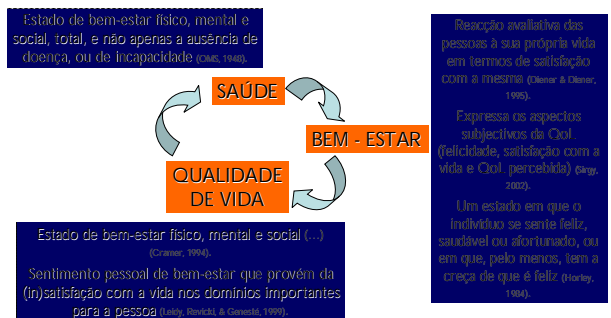 Estado de bem-estar físico, mental e
social, total, e não apenas a ausência de
doença, ou de incapacidade (OMS, 1948).
SAÚDE
BEM - ESTAR
QUALIDADE
DE VIDA
Estado de bem-estar físico, mental e social (...)
(Cramer, 1994).
Sentimento pessoal de bem-estar que provém da
(in)satisfação com a vida nos domínios importantes
para a pessoa (Leidy, Revicki, & Genesté, 1999).
Reacção avaliativa das
pessoas à sua própria vida
em termos de satisfação
com a mesma (Diener & Diener,
1995).
Expressa os aspectos
subjectivos da QoL
(felicidade, satisfação com a
vida e QoL percebida) (Sirgy,
2002).
Um estado em que o
indivíduo se sente feliz,
saudável ou afortunado, ou
em que, pelo menos, tem a
creça de que é feliz (Horley,
1984).